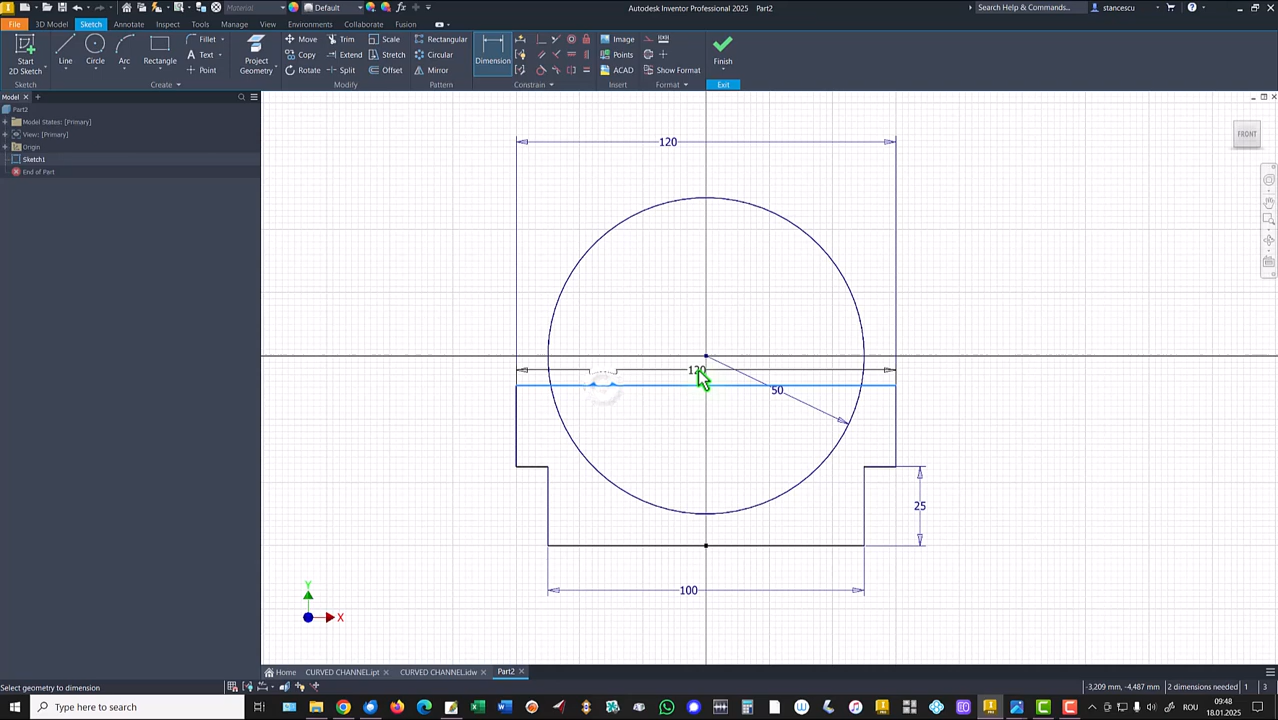 Material
Default
Autodesk Inventor Professional 2025 Part2
Search Help & Commands...
stancescu
File
3D Model
Sketch
Annotate
Inspect
Tools
Manage
View
Environments
Collaborate
Fusion
Start
2D Sketch
Line
Circle
Arc
Rectangle
Fillet
Text
Point
Project
Geometry
Move
Copy
Rotate
Trim
Extend
Split
Scale
Stretch
Offset
Rectangular
Circular
Mirror
Dimension
Image
Points
ACAD
Show Format
Finish
Sketch
Create
Modify
Pattern
Constrain
Insert
Format
Exit
Model
Part2
Model States: [Primary]
View: [Primary]
Origin
Sketch1
End of Part
FRONT
120
120
50
25
100
Y
X
Home
CURVED CHANNEL.ipt
CURVED CHANNEL.idw
Part2
Select geometry to dimension
-3,209 mm, -4,487 mm
2 dimensions needed
1
3
Type here to search
ROU
09:48
18.01.2025